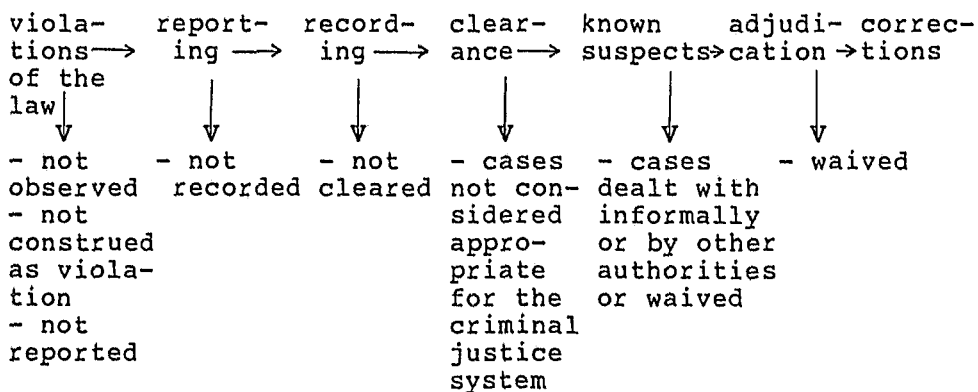 viola- report- record- clear- known adjudi- correc-
tions → ing → ing → ance → suspects → cation → tions
of the
law
- not - not - not - cases - cases - waived
observed recorded cleared not con- dealt with
- not sidered informally
construed appro- or by other
as viola- priate authorities
tion for the or waived
- not criminal
reported justice
system